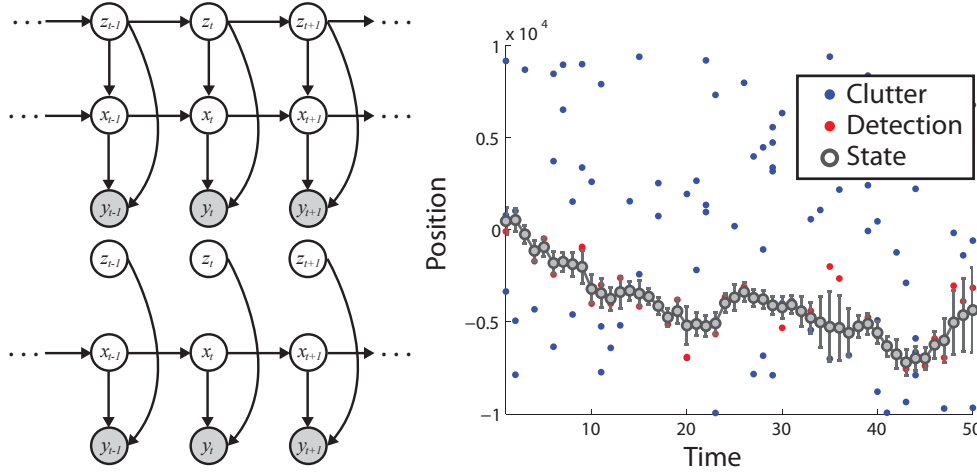 · · · z_{t-1} z_t z_{t+1} · · ·
· · · x_{t-1} x_t x_{t+1} · · ·
y_{t-1} y_t y_{t+1}
z_{t-1} z_t z_{t+1}
· · · x_{t-1} x_t x_{t+1} · · ·
y_{t-1} y_t y_{t+1}
1 x 10^4
Clutter
Detection
State
0.5
0
-0.5
-1
Position
10 20 30 40 50
Time